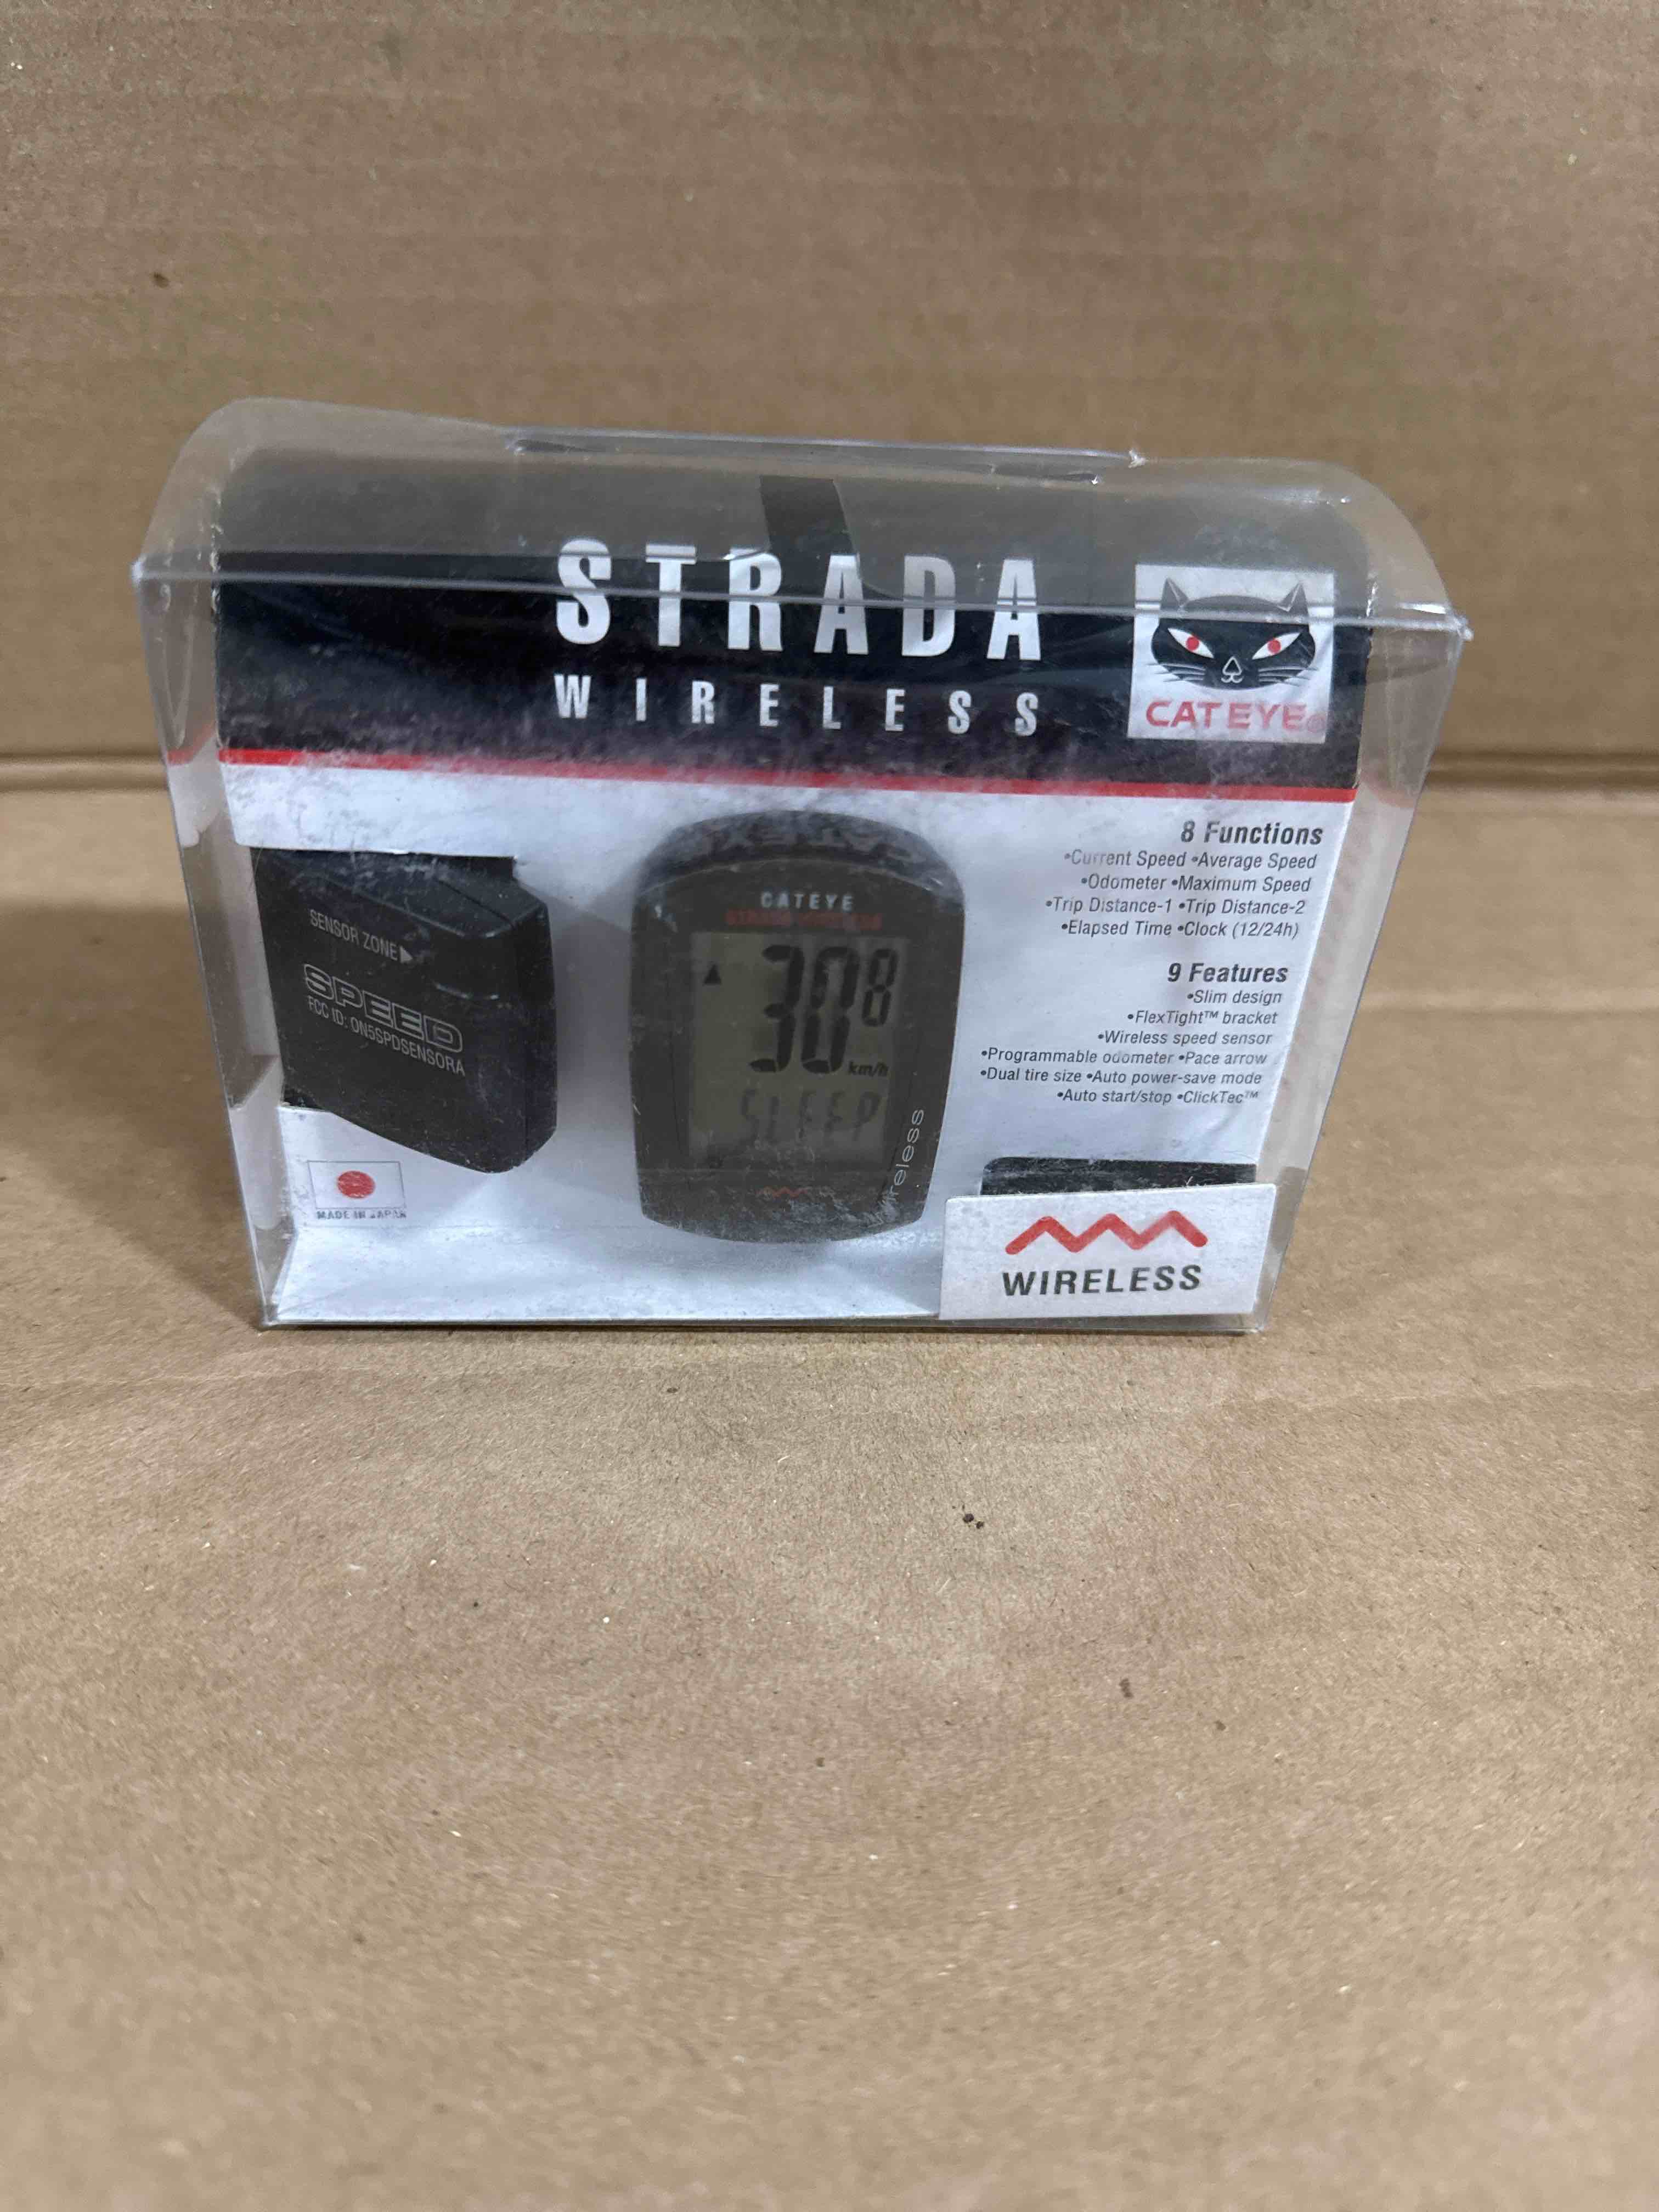 STRADA
WIRELESS
CATEYE
8 Functions
•Current Speed •Average Speed
•Odometer •Maximum Speed
•Trip Distance-1 •Trip Distance-2
•Elapsed Time •Clock (12/24h)
9 Features
•Slim design
•FlexTight™ bracket
•Wireless speed sensor
•Programmable odometer •Pace arrow
•Dual tire size •Auto power-save mode
•Auto start/stop •ClickTec™
SENSOR ZONE▶
SPEED
FCC ID: ON5SPDSENSORA
MADE IN JAPAN
CATEYE
CATEYE
STRADA WIRELESS
308
km/h
SLEEP
wireless
WIRELESS